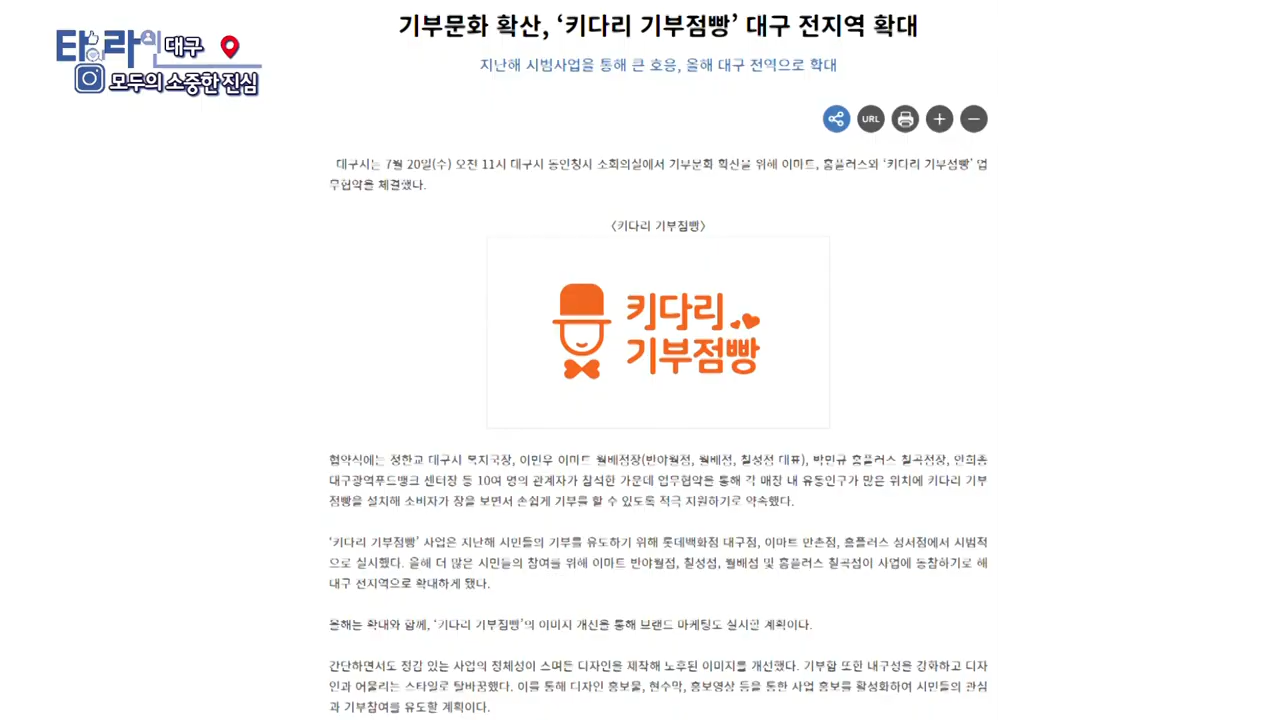 타라이 대구
모두의 소중한 진심
기부문화 확산, ‘키다리 기부점빵’ 대구 전지역 확대
지난해 시범사업을 통해 큰 호응, 올해 대구 전역으로 확대
URL
대구시는 7월 20일(수) 오전 11시 대구시 동인청사 소회의실에서 기부문화 확산을 위해 이마트, 홈플러스와 ‘키다리 기부점빵’ 업
무협약을 체결했다.
<키다리 기부점빵>
키다리
기부점빵
협약식에는 정한교 대구시 복지국장, 이민우 이마트 월배점장(반야월점, 월배점, 칠성점 대표), 박민규 홈플러스 칠곡점장, 안희종
대구광역푸드뱅크 센터장 등 10여 명의 관계자가 참석한 가운데 업무협약을 통해 각 매장 내 유동인구가 많은 위치에 키다리 기부
점빵을 설치해 소비자가 장을 보면서 손쉽게 기부를 할 수 있도록 적극 지원하기로 약속했다.
‘키다리 기부점빵’ 사업은 지난해 시민들의 기부를 유도하기 위해 롯데백화점 대구점, 이마트 만촌점, 홈플러스 성서점에서 시범적
으로 실시했다. 올해 더 많은 시민들의 참여를 위해 이마트 반야월점, 칠성점, 월배점 및 홈플러스 칠곡점이 사업에 동참하기로 해
대구 전지역으로 확대하게 됐다.
올해는 확대와 함께, ‘키다리 기부점빵’의 이미지 개선을 통해 브랜드 마케팅도 실시할 계획이다.
간단하면서도 정감 있는 사업의 정체성이 스며든 디자인을 제작해 노후된 이미지를 개선했다. 기부함 또한 내구성을 강화하고 디자
인과 어울리는 스타일로 탈바꿈했다. 이를 통해 디자인 홍보물, 현수막, 홍보영상 등을 통한 사업 홍보를 활성화하여 시민들의 관심
과 기부참여를 유도할 계획이다.